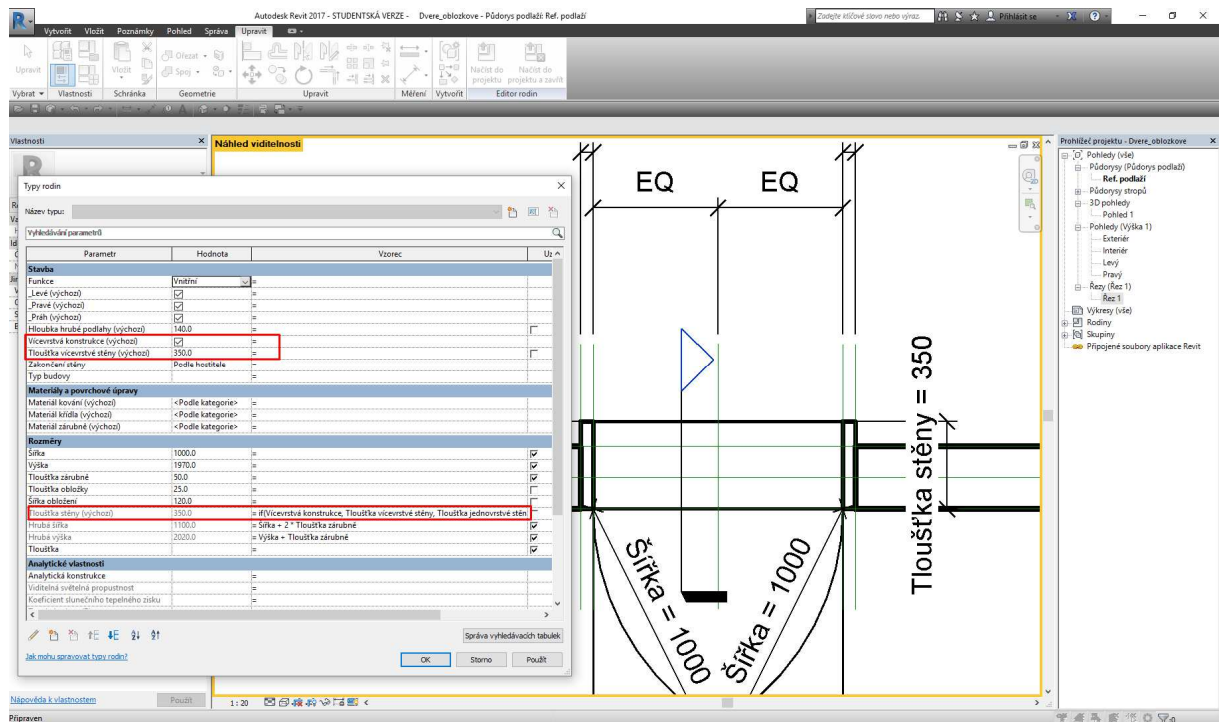 Autodesk Revit 2017 - STUDENTSKÁ VERZE - Dvere_oblozkove - Půdorys podlaží: Ref. podlaží
Zadejte klíčové slovo nebo výraz.
Přihlásit se
Vytvořit Vložit Poznámky Pohled Správa Upravit
Upravit
Vložit
Ořezat
Spoj
Načíst do projektu
Načíst do projektu a zavřít
Vybrat Vlastnosti Schránka Geometrie Upravit Měření Vytvořit Editor rodin
Vlastnosti
Náhled viditelnosti
Typy rodin
Název typu:
Vyhledávání parametrů
Parametr Hodnota Vzorec
Stavba
Funkce Vnitřní =
_Levé (výchozí) =
_Pravé (výchozí) =
_Práh (výchozí) =
Hloubka hrubé podlahy (výchozí) 140.0 =
Vícevrstvá konstrukce (výchozí) =
Tloušťka vícevrstvé stěny (výchozí) 350.0 =
Zakončení stěny Podle hostitele =
Typ budovy =
Materiály a povrchové úpravy
Materiál kování (výchozí) <Podle kategorie> =
Materiál křídla (výchozí) <Podle kategorie> =
Materiál zárubně (výchozí) <Podle kategorie> =
Rozměry
Šířka 1000.0 =
Výška 1970.0 =
Tloušťka zárubně 50.0 =
Tloušťka obložky 25.0 =
Šířka obložení 120.0 =
Tloušťka stěny (výchozí) 350.0 = if(Vícevrstvá konstrukce, Tloušťka vícevrstvé stěny, Tloušťka jednovrstvé stěn
Hrubá šířka 1100.0 = Šířka + 2 * Tloušťka zárubně
Hrubá výška 2020.0 = Výška + Tloušťka zárubně
Tloušťka =
Analytické vlastnosti
Analytická konstrukce =
Viditelná světelná propustnost =
Koeficient slunečního tepelného zisku =
Správa vyhledávacích tabulek
Jak mohu spravovat typy rodin?
OK Storno Použít
Nápověda k vlastnostem Použít
EQ EQ
Tloušťka stěny = 350
Šířka = 1000
Šířka = 1000
1 : 20
Prohlížeč projektu - Dvere_oblozkove
Pohledy (vše)
Půdorysy (Půdorys podlaží)
Ref. podlaží
Půdorysy stropů
3D pohledy
Pohled 1
Pohledy (Výška 1)
Exteriér
Interiér
Levý
Pravý
Řezy (Řez 1)
Řez 1
Výkresy (vše)
Rodiny
Skupiny
Připojené soubory aplikace Revit
Připraven